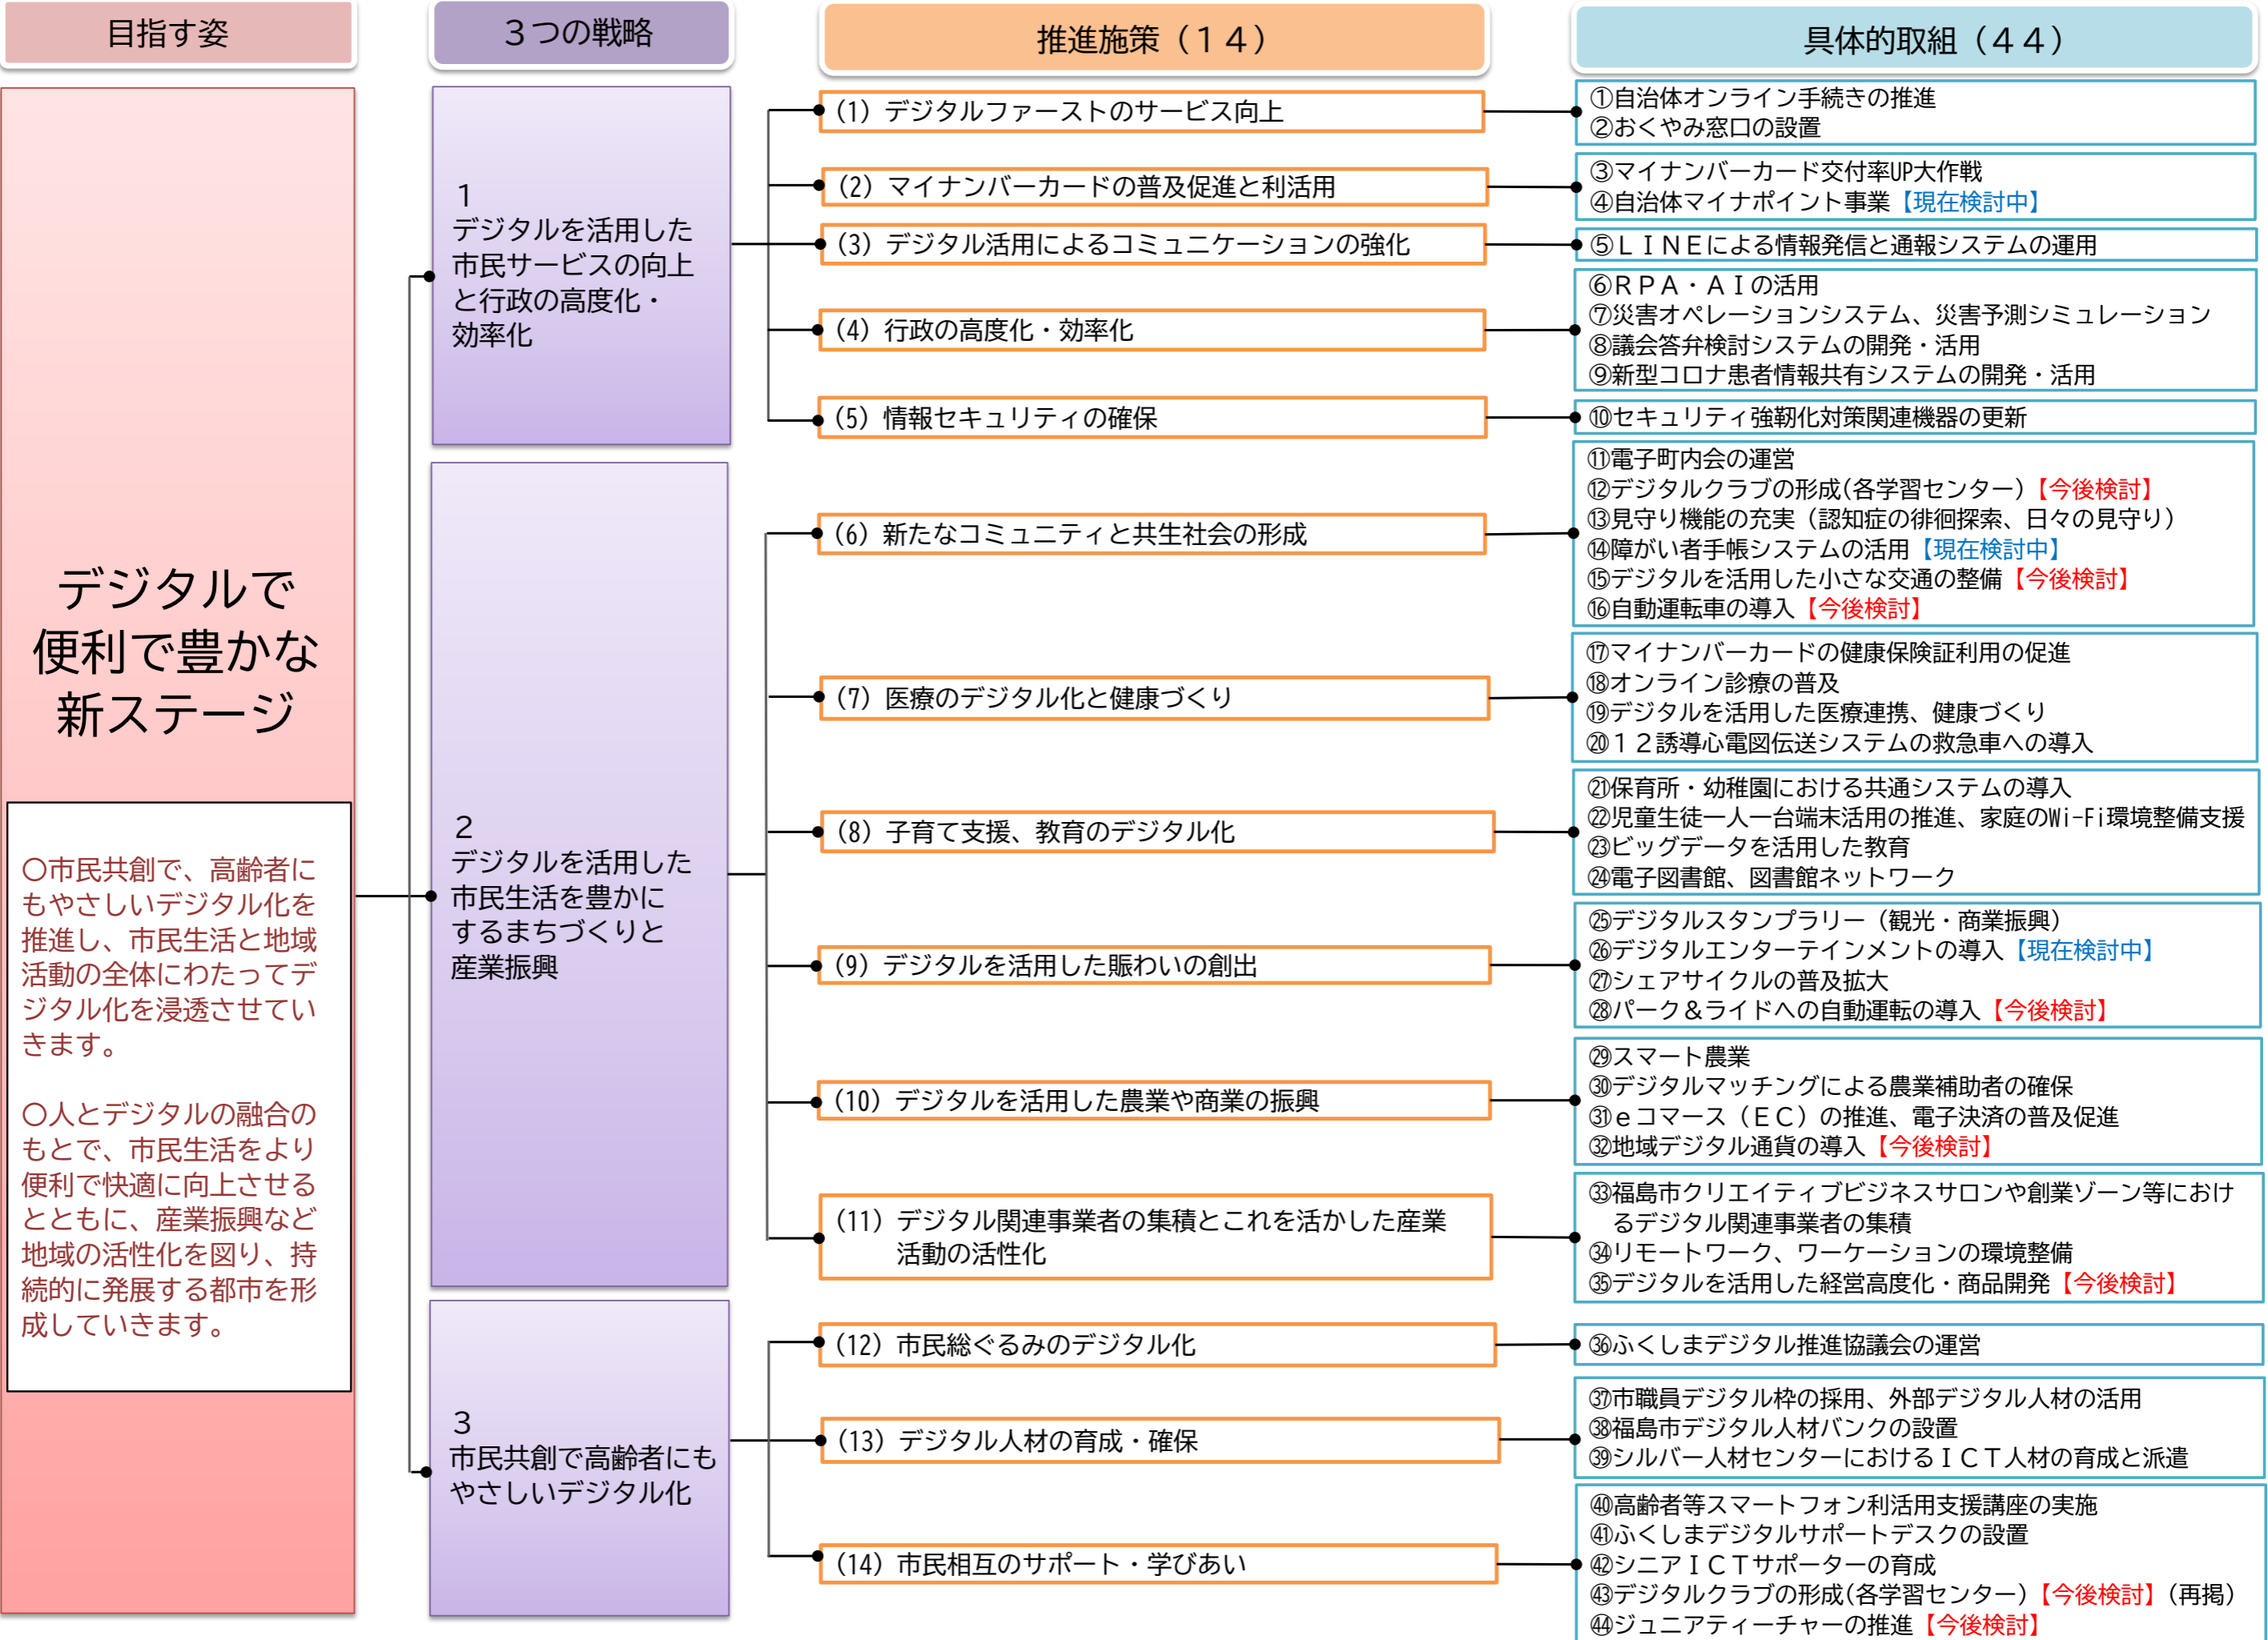 目指す姿
３つの戦略
推進施策（１４）
具体的取組（４４）
デジタルで
便利で豊かな
新ステージ
〇市民共創で、高齢者に
もやさしいデジタル化を
推進し、市民生活と地域
活動の全体にわたってデ
ジタル化を浸透させてい
きます。
〇人とデジタルの融合の
もとで、市民生活をより
便利で快適に向上させる
とともに、産業振興など
地域の活性化を図り、持
続的に発展する都市を形
成していきます。
１
デジタルを活用した
市民サービスの向上
と行政の高度化・
効率化
(1) デジタルファーストのサービス向上
①自治体オンライン手続きの推進
②おくやみ窓口の設置
(2) マイナンバーカードの普及促進と利活用
③マイナンバーカード交付率UP大作戦
④自治体マイナポイント事業【現在検討中】
(3) デジタル活用によるコミュニケーションの強化
⑤ＬＩＮＥによる情報発信と通報システムの運用
(4) 行政の高度化・効率化
⑥ＲＰＡ・ＡＩの活用
⑦災害オペレーションシステム、災害予測シミュレーション
⑧議会答弁検討システムの開発・活用
⑨新型コロナ患者情報共有システムの開発・活用
(5) 情報セキュリティの確保
⑩セキュリティ強靭化対策関連機器の更新
２
デジタルを活用した
市民生活を豊かに
するまちづくりと
産業振興
(6) 新たなコミュニティと共生社会の形成
⑪電子町内会の運営
⑫デジタルクラブの形成(各学習センター)【今後検討】
⑬見守り機能の充実（認知症の徘徊探索、日々の見守り）
⑭障がい者手帳システムの活用【現在検討中】
⑮デジタルを活用した小さな交通の整備【今後検討】
⑯自動運転車の導入【今後検討】
(7) 医療のデジタル化と健康づくり
⑰マイナンバーカードの健康保険証利用の促進
⑱オンライン診療の普及
⑲デジタルを活用した医療連携、健康づくり
⑳１２誘導心電図伝送システムの救急車への導入
(8) 子育て支援、教育のデジタル化
㉑保育所・幼稚園における共通システムの導入
㉒児童生徒一人一台端末活用の推進、家庭のWi-Fi環境整備支援
㉓ビッグデータを活用した教育
㉔電子図書館、図書館ネットワーク
(9) デジタルを活用した賑わいの創出
㉕デジタルスタンプラリー（観光・商業振興）
㉖デジタルエンターテインメントの導入【現在検討中】
㉗シェアサイクルの普及拡大
㉘パーク＆ライドへの自動運転の導入【今後検討】
(10) デジタルを活用した農業や商業の振興
㉙スマート農業
㉚デジタルマッチングによる農業補助者の確保
㉛ｅコマース（ＥＣ）の推進、電子決済の普及促進
㉜地域デジタル通貨の導入【今後検討】
(11) デジタル関連事業者の集積とこれを活かした産業
活動の活性化
㉝福島市クリエイティブビジネスサロンや創業ゾーン等におけ
るデジタル関連事業者の集積
㉞リモートワーク、ワーケーションの環境整備
㉟デジタルを活用した経営高度化・商品開発【今後検討】
３
市民共創で高齢者にも
やさしいデジタル化
(12) 市民総ぐるみのデジタル化
㊱ふくしまデジタル推進協議会の運営
(13) デジタル人材の育成・確保
㊲市職員デジタル枠の採用、外部デジタル人材の活用
㊳福島市デジタル人材バンクの設置
㊴シルバー人材センターにおけるＩＣＴ人材の育成と派遣
(14) 市民相互のサポート・学びあい
㊵高齢者等スマートフォン利活用支援講座の実施
㊶ふくしまデジタルサポートデスクの設置
㊷シニアＩＣＴサポーターの育成
㊸デジタルクラブの形成(各学習センター)【今後検討】(再掲)
㊹ジュニアティーチャーの推進【今後検討】